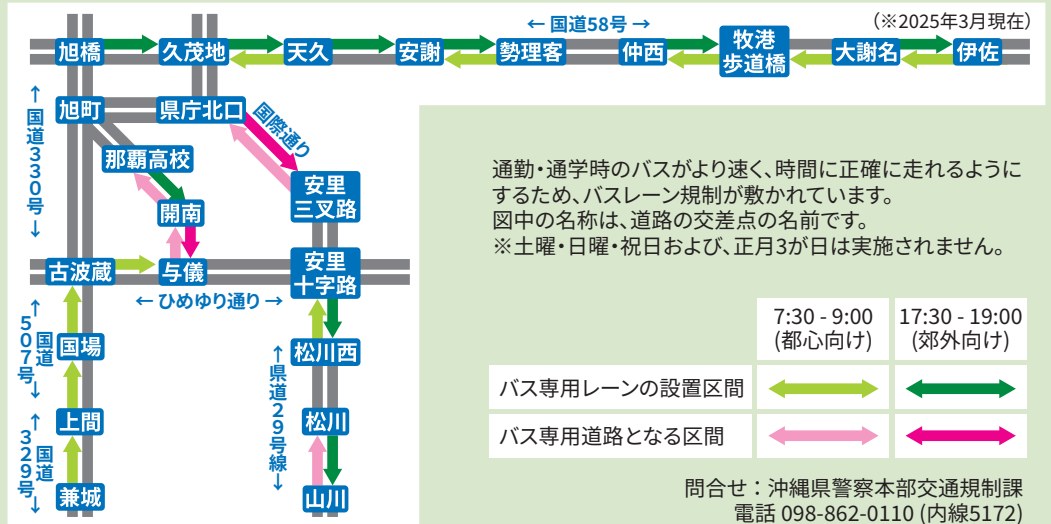 ← 国道58号 →
(※2025年3月現在)
旭橋
久茂地
天久
安謝
勢理客
仲西
牧港
歩道橋
大謝名
伊佐
旭町
県庁北口
国際通り
← 国道330号 →
那覇高校
開南
安里
三叉路
古波蔵
与儀
安里
十字路
← ひめゆり通り →
← 国道507号 →
国場
松川西
← 県道29号線 →
上間
松川
← 国道329号 →
兼城
山川
通勤・通学時のバスがより速く、時間に正確に走れるように
するため、バスレーン規制が敷かれています。
図中の名称は、道路の交差点の名前です。
※土曜・日曜・祝日および、正月3が日は実施されません。
7:30 - 9:00
(都心向け)
17:30 - 19:00
(郊外向け)
バス専用レーンの設置区間
バス専用道路となる区間
問合せ:沖縄県警察本部交通規制課
電話 098-862-0110 (内線5172)